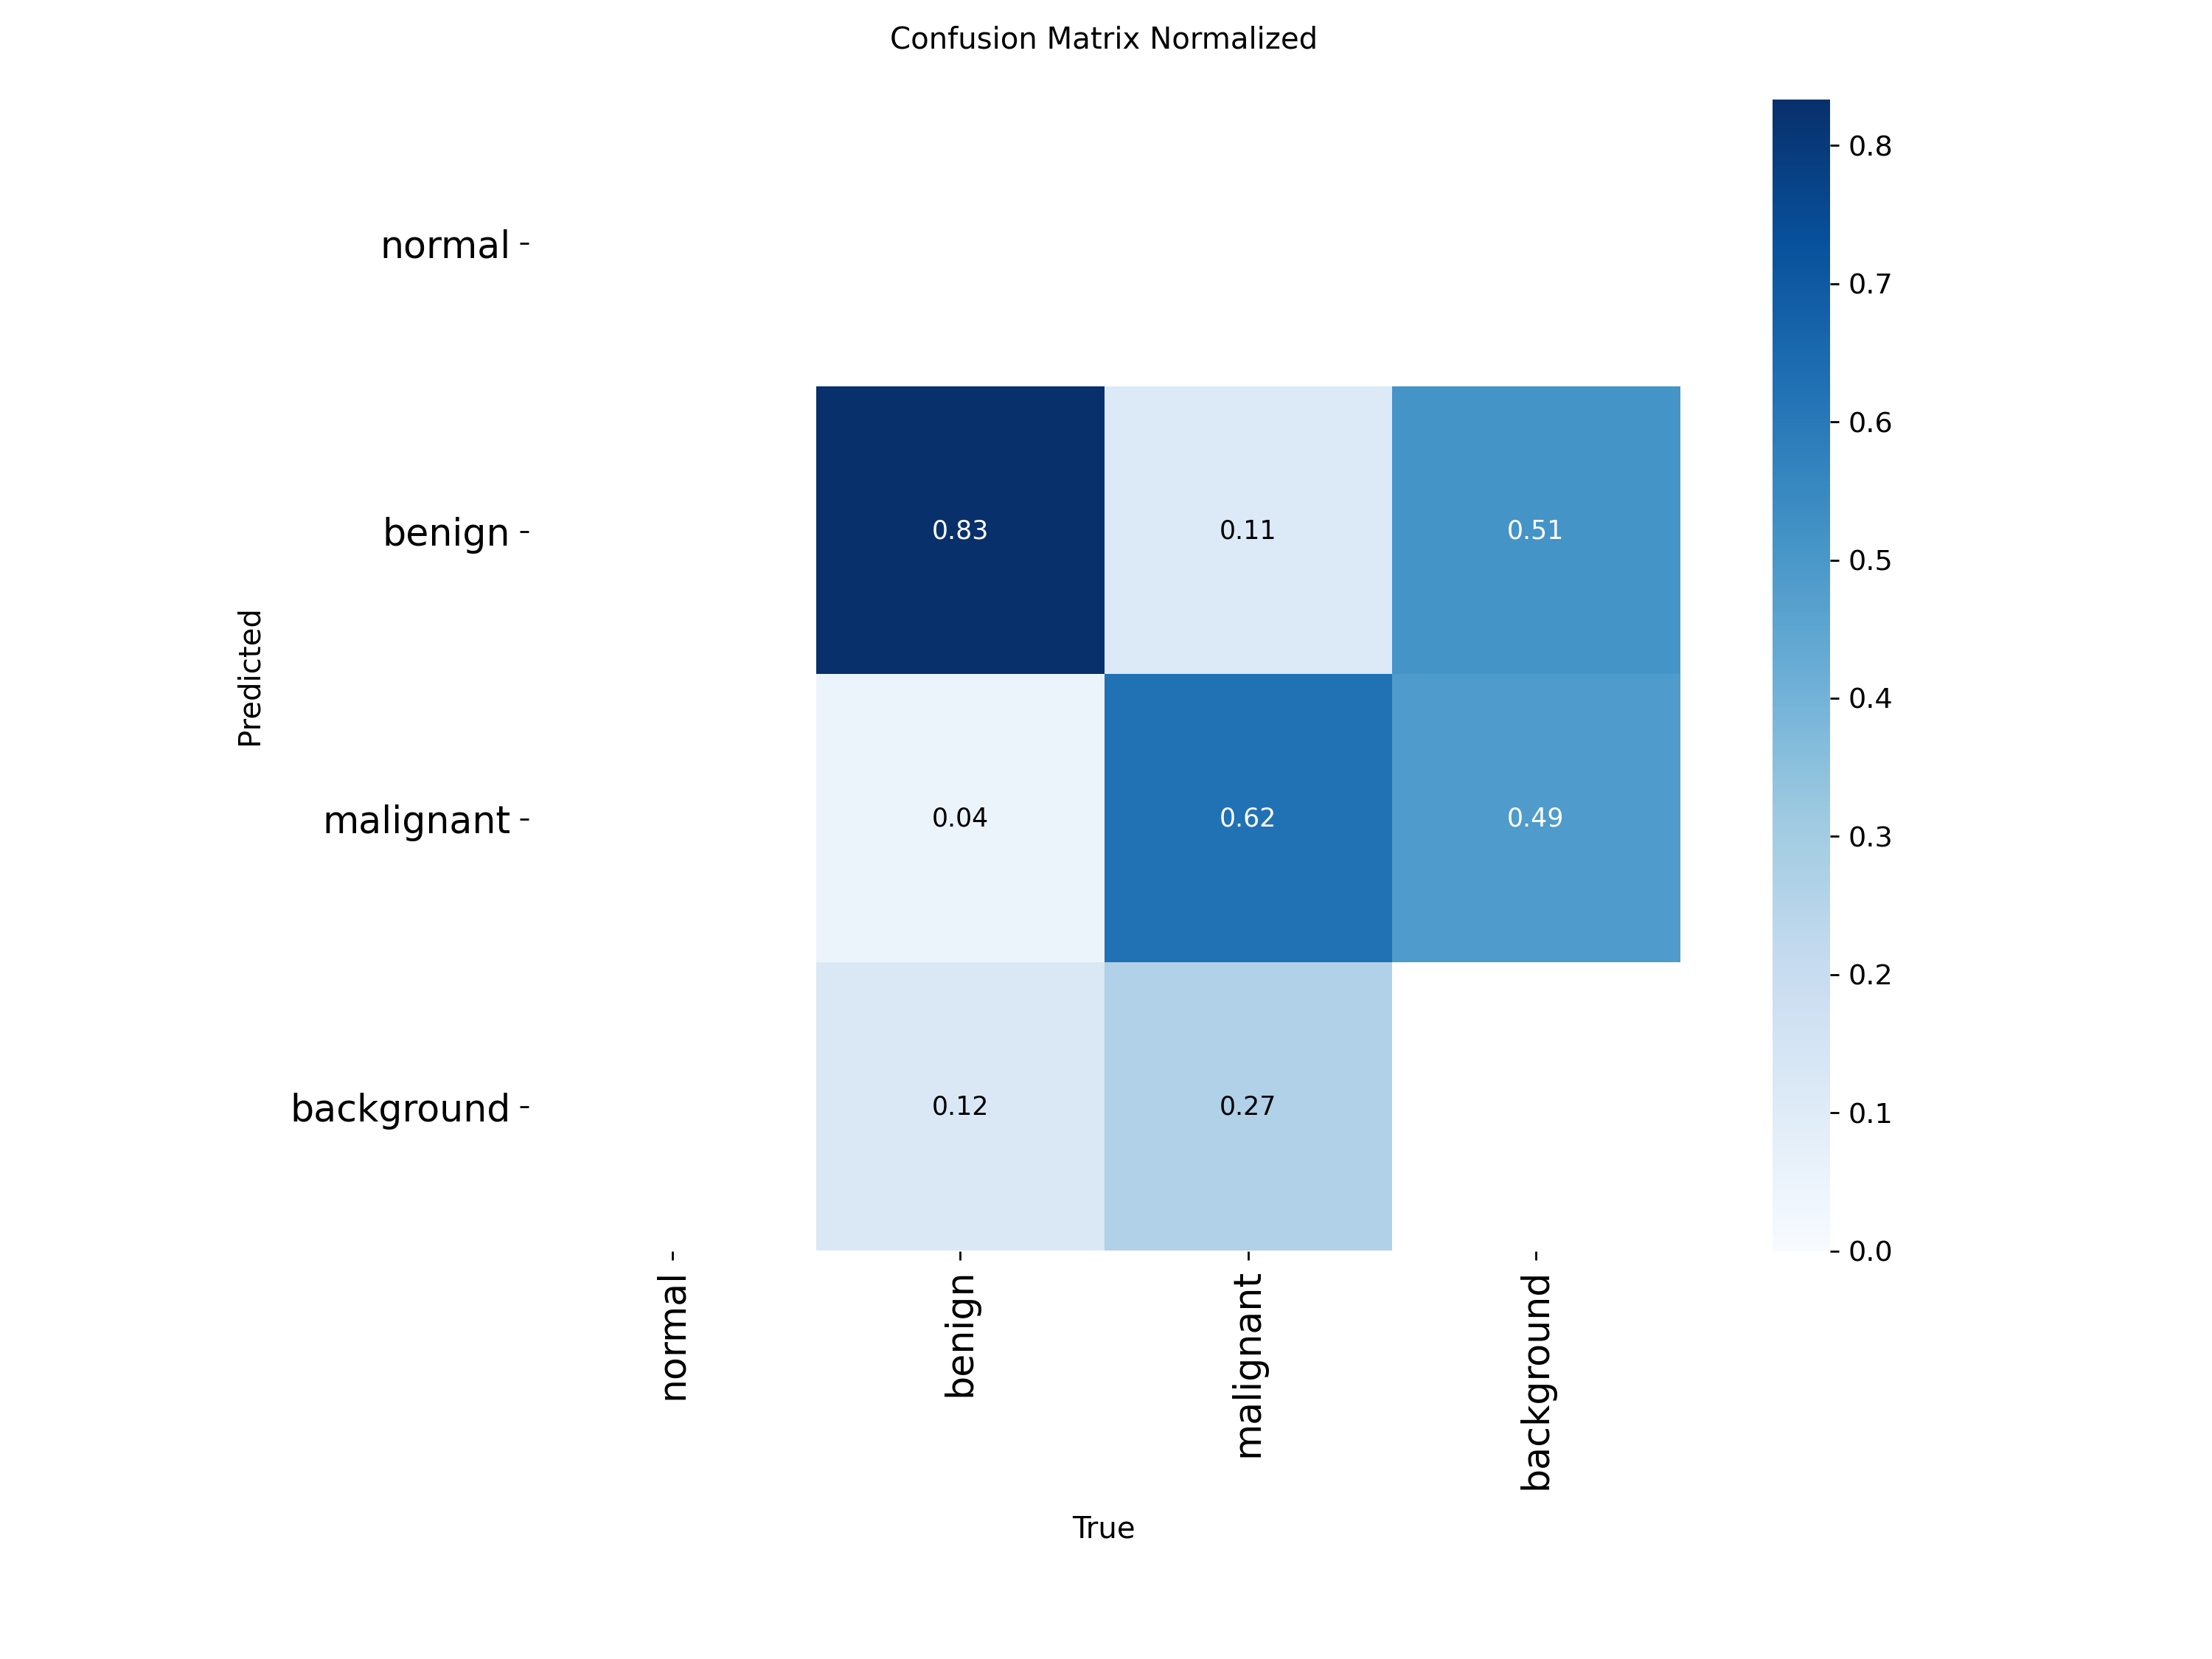 Confusion Matrix Normalized
normal
benign
malignant
background
Predicted
0.83 0.11 0.51
0.04 0.62 0.49
0.12 0.27
normal
benign
malignant
background
True
0.8
0.7
0.6
0.5
0.4
0.3
0.2
0.1
0.0